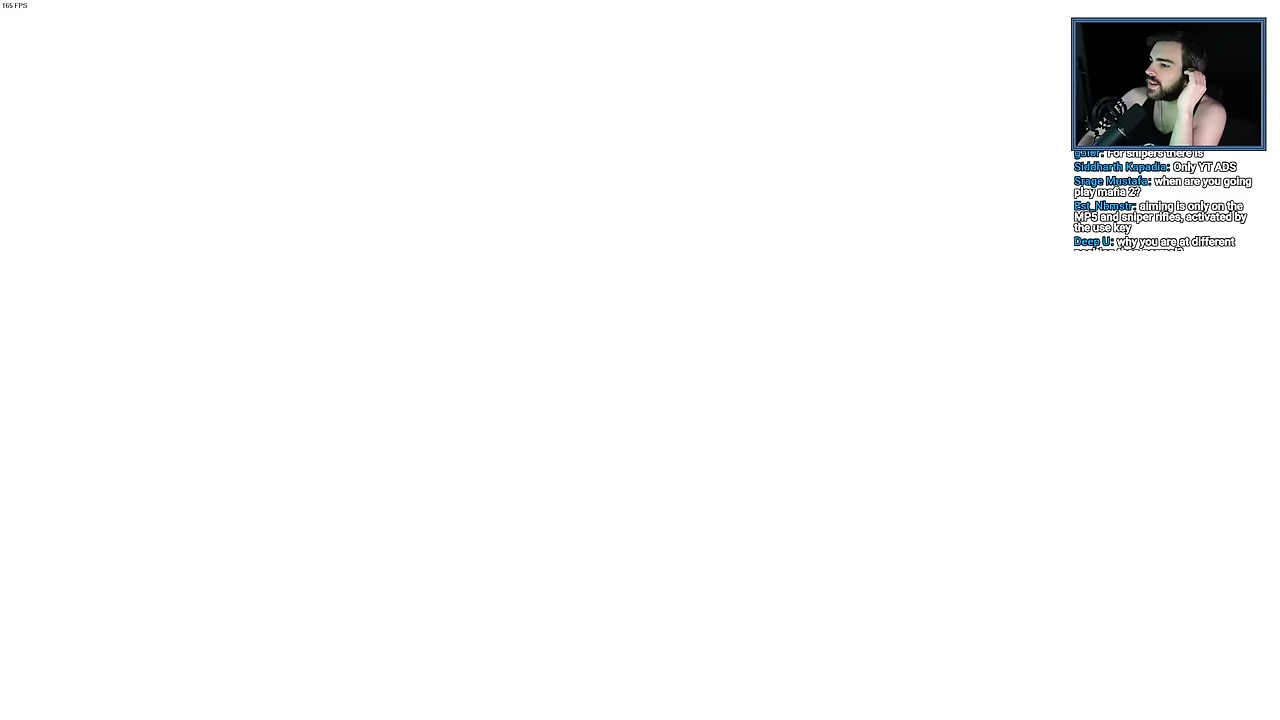 165 FPS
For snipers there is
Siddharth Kapadia: Only YT ADS
Srage Mustafa: when are you going
play mafia 2?
Est_Nbmstr: aiming is only on the
MP5 and sniper rifles, activated by
the use key
Deep U: why you are at different